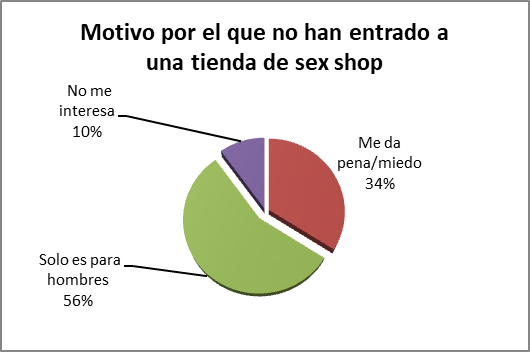 Motivo por el que no han entrado a
una tienda de sex shop
No me
interesa
10%
Me da
pena/miedo
34%
Solo es para
hombres
56%